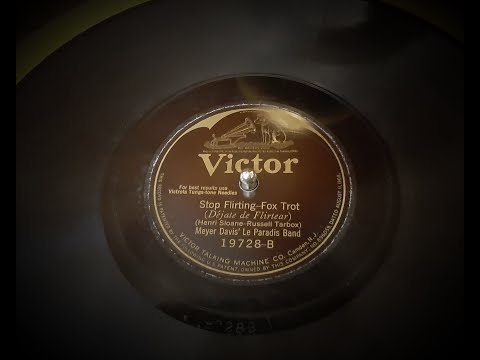 Victor
For best results use
Victrola Tungs-tone Needles
Stop Flirting-Fox Trot
(Déjate de Flirtear)
(Henri Sloane-Russell Tarbox)
Meyer Davis' Le Paradis Band
19728-B
VICTOR TALKING MACHINE CO. Camden, N.J.